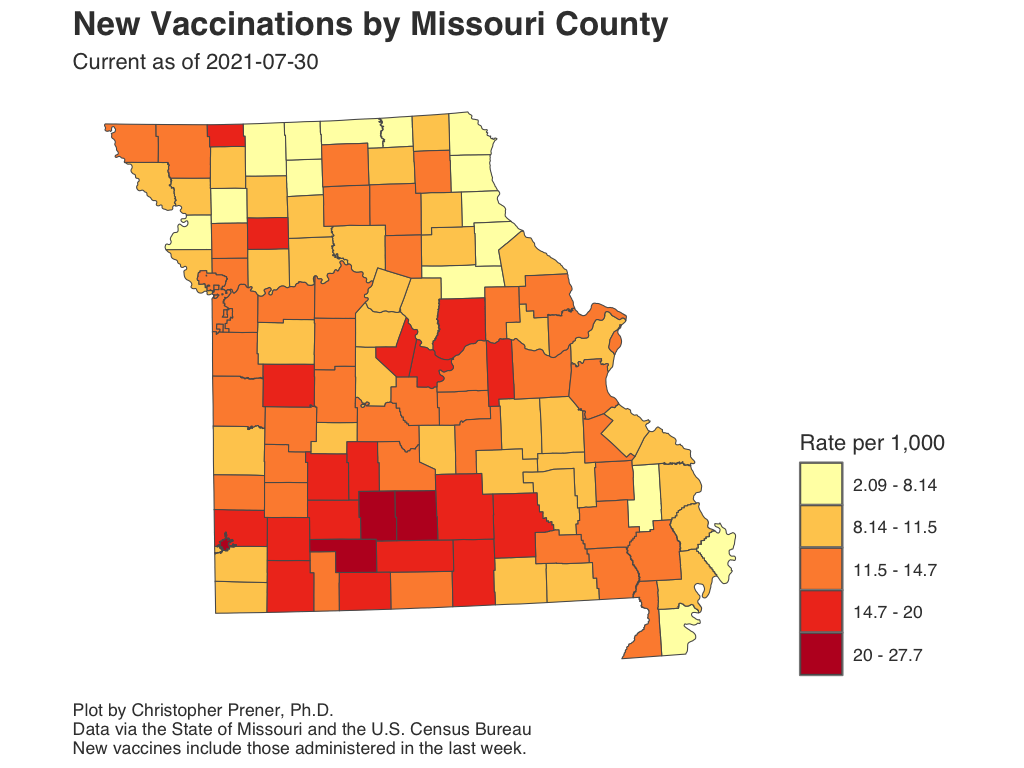 New Vaccinations by Missouri County
Current as of 2021-07-30
Rate per 1,000
2.09 - 8.14
8.14 - 11.5
11.5 - 14.7
14.7 - 20
20 - 27.7
Plot by Christopher Prener, Ph.D.
Data via the State of Missouri and the U.S. Census Bureau
New vaccines include those administered in the last week.